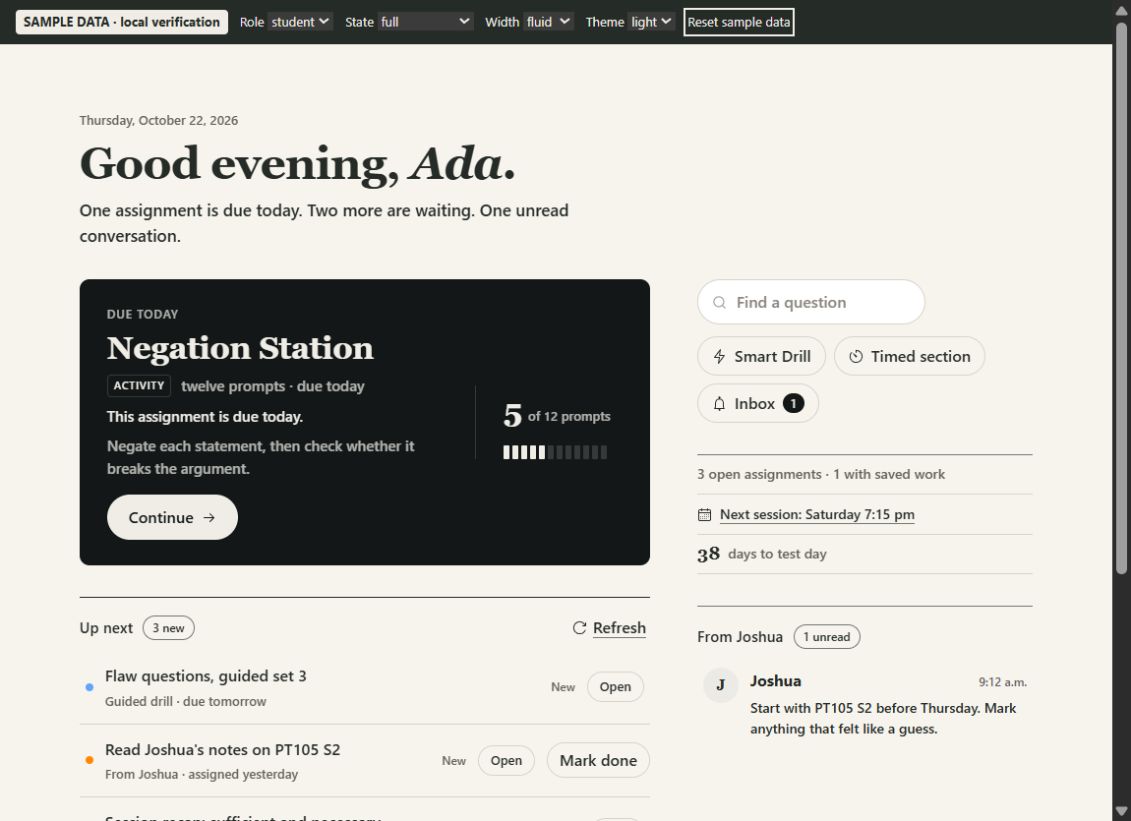 SAMPLE DATA · local verification Role student State full Width fluid Theme light Reset sample data
Thursday, October 22, 2026
Good evening, Ada.
One assignment is due today. Two more are waiting. One unread
conversation.
DUE TODAY
Negation Station
ACTIVITY twelve prompts · due today
This assignment is due today.
Negate each statement, then check whether it
breaks the argument.
Continue →
5 of 12 prompts
Find a question
Smart Drill Timed section
Inbox 1
3 open assignments · 1 with saved work
Next session: Saturday 7:15 pm
38 days to test day
Up next 3 new Refresh
Flaw questions, guided set 3
Guided drill · due tomorrow
New Open
Read Joshua's notes on PT105 S2
From Joshua · assigned yesterday
New Open Mark done
From Joshua 1 unread
J Joshua 9:12 a.m.
Start with PT105 S2 before Thursday. Mark
anything that felt like a guess.